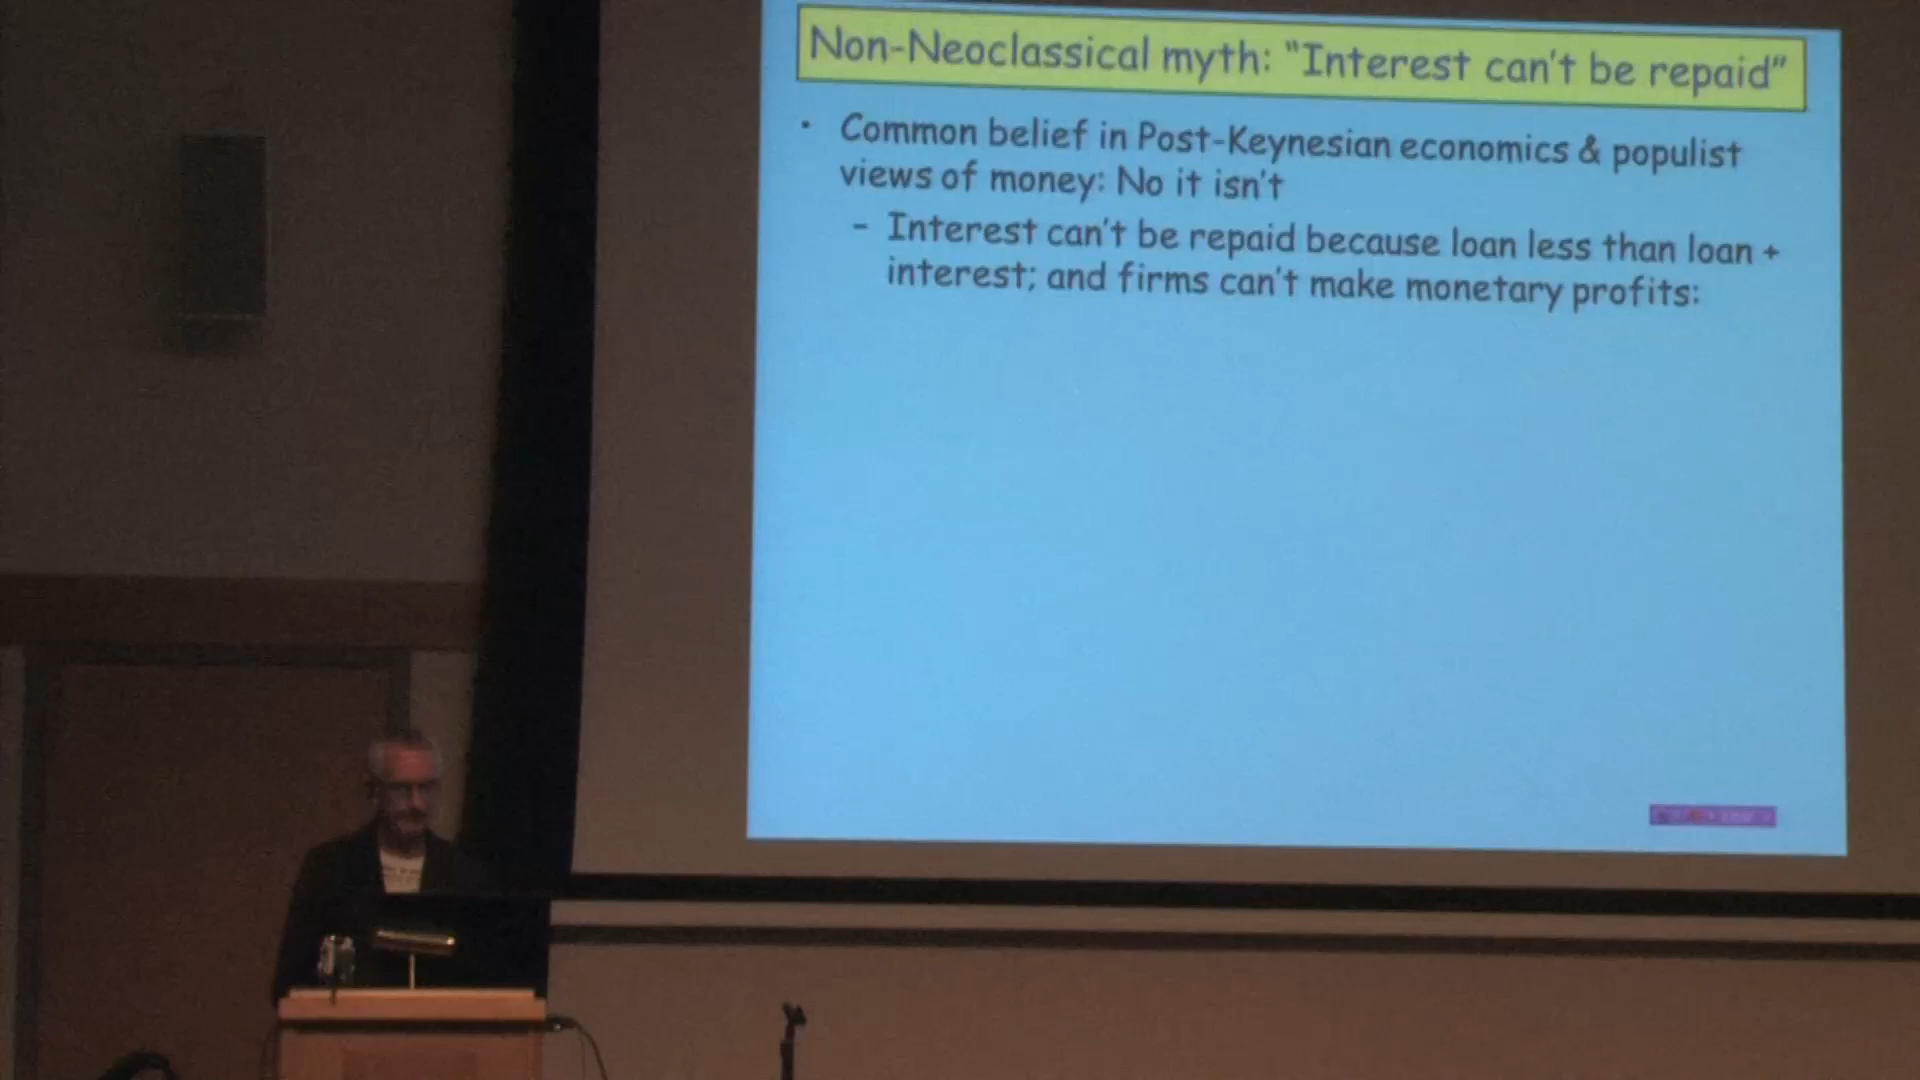 Non-Neoclassical myth: “Interest can't be repaid”
• Common belief in Post-Keynesian economics & populist
views of money: No it isn't
– Interest can't be repaid because loan less than loan +
interest; and firms can't make monetary profits: